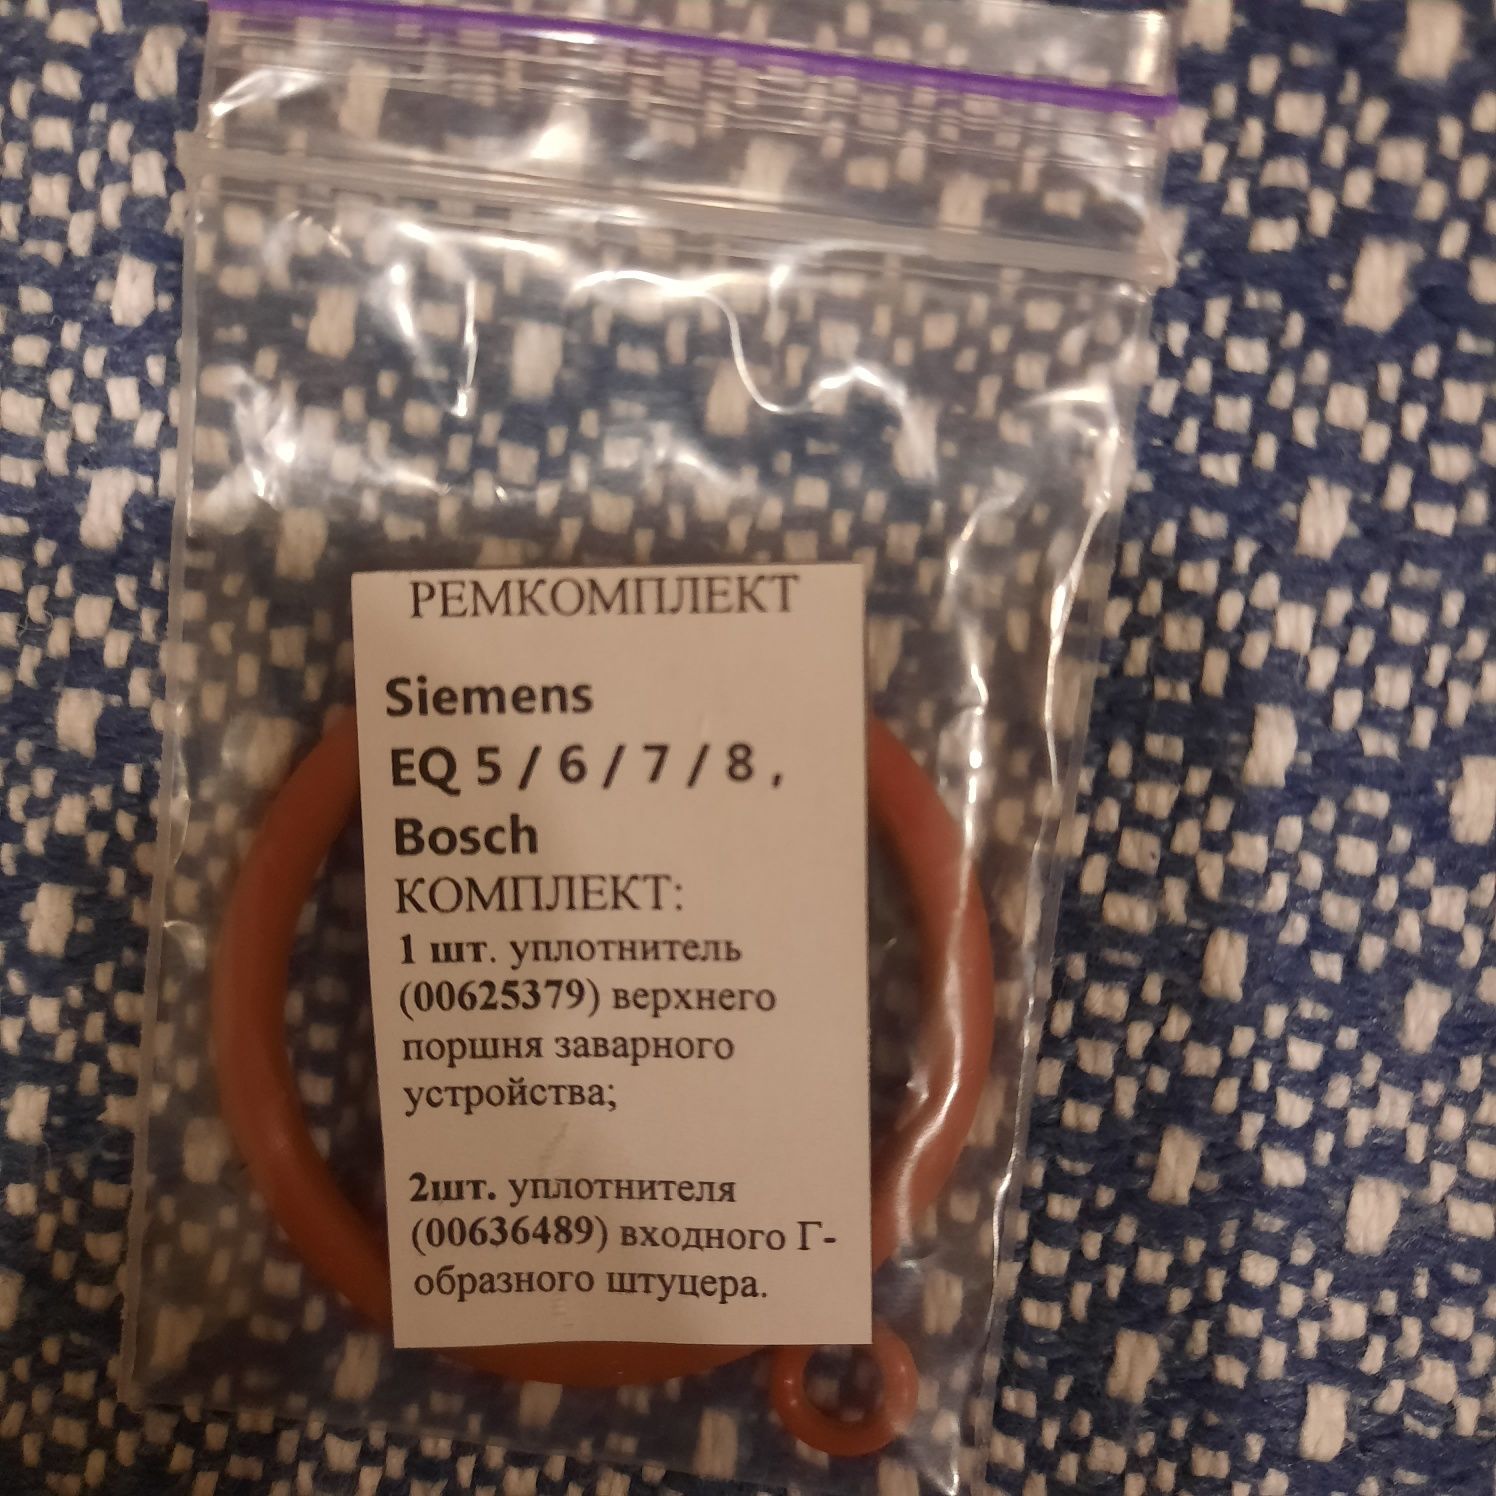 РЕМКОМПЛЕКТ
Siemens
EQ 5 / 6 / 7 / 8 ,
Bosch
КОМПЛЕКТ:
1 шт. уплотнитель
(00625379) верхнего
поршня заварного
устройства;
2шт. уплотнителя
(00636489) входного Г-
образного штуцера.